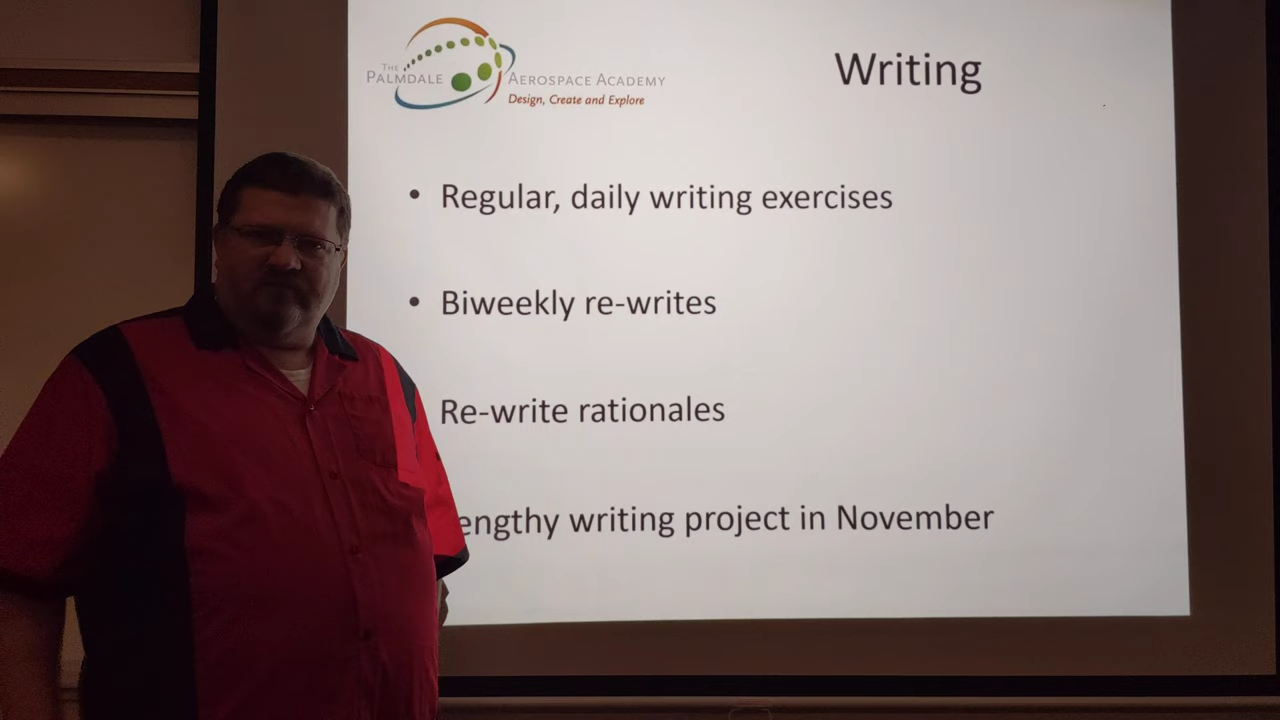 THE
PALMDALE AEROSPACE ACADEMY
Design, Create and Explore
Writing
• Regular, daily writing exercises
• Biweekly re-writes
Re-write rationales
engthy writing project in November